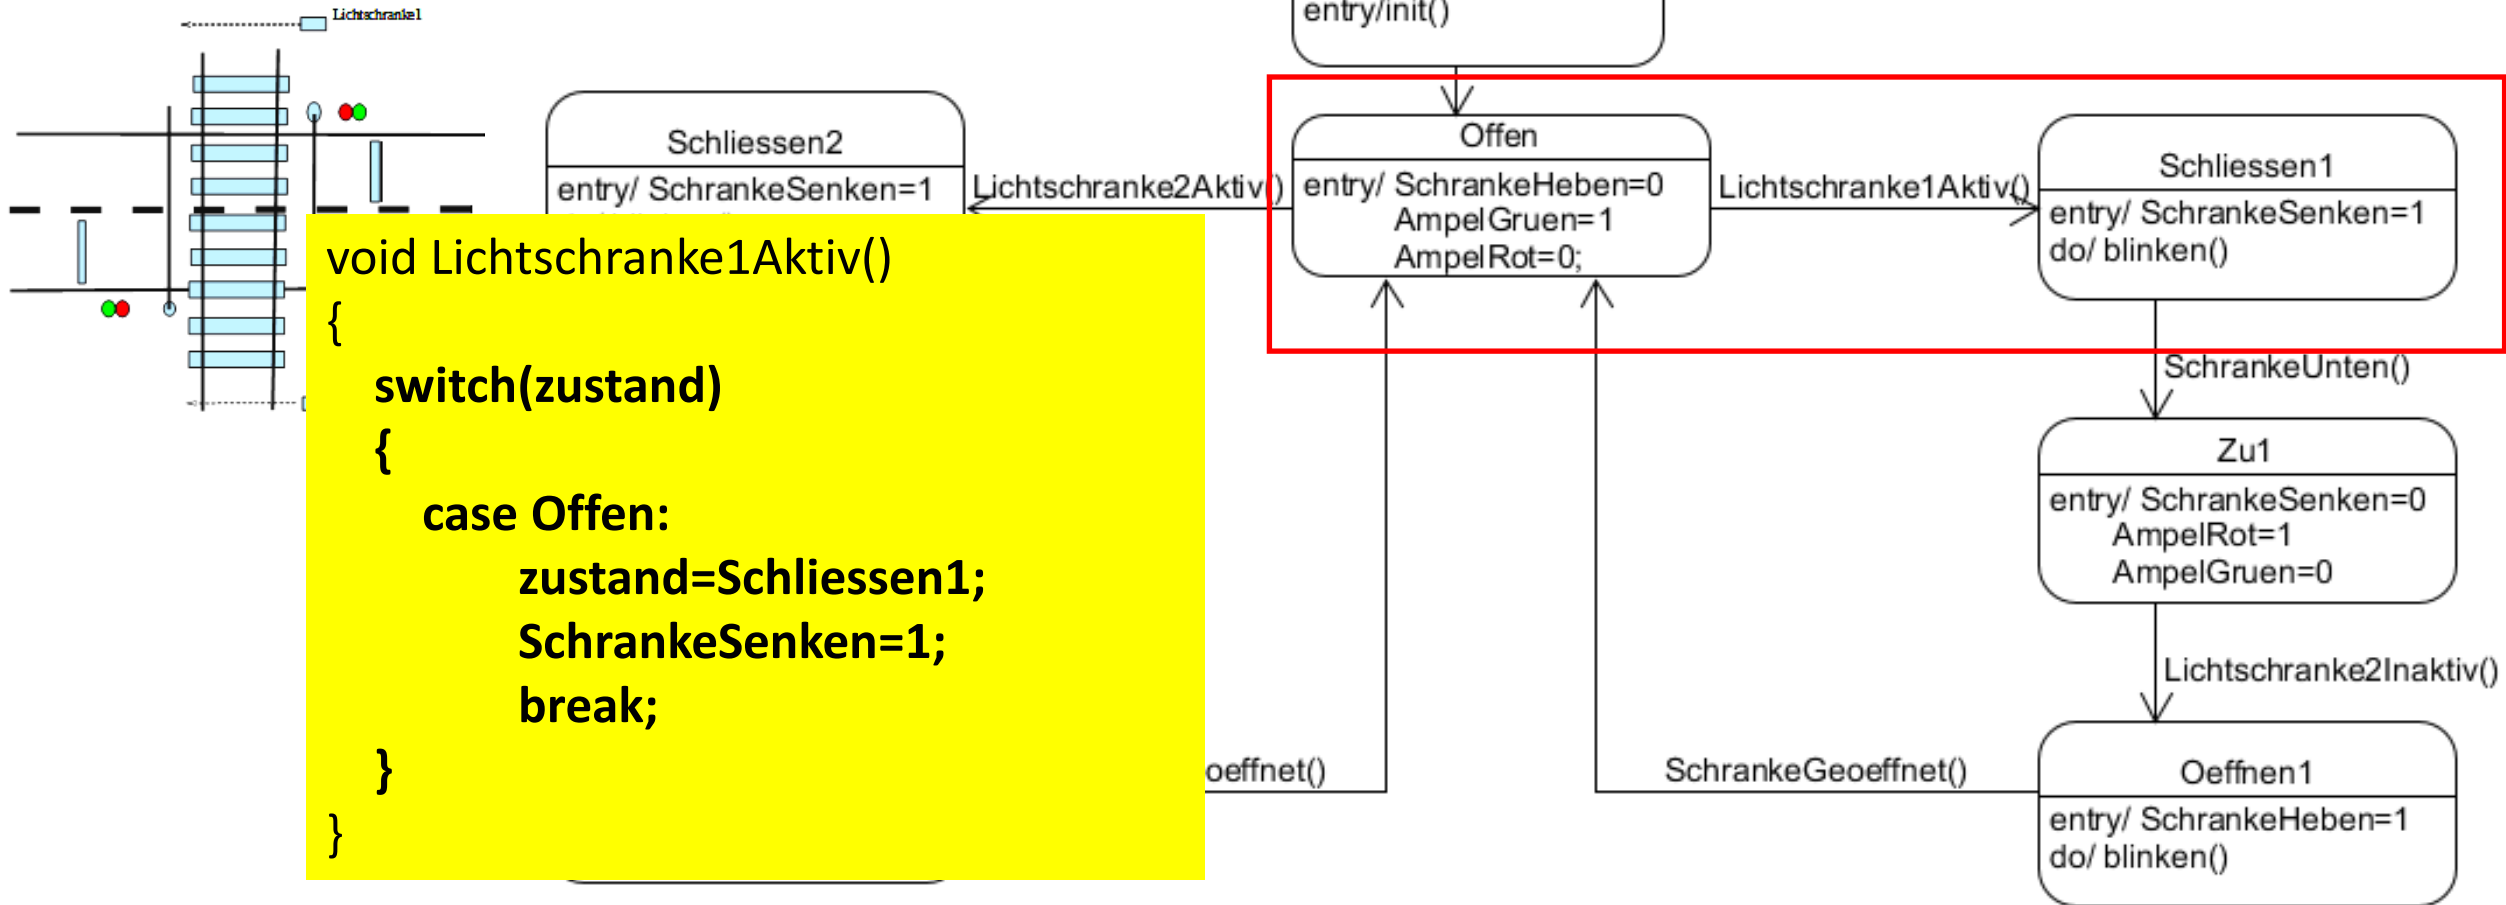 Lichtschranke1
entry/init()
Schliessen2
entry/ SchrankeSenken=1
Lichtschranke2Aktiv()
Offen
entry/ SchrankeHeben=0
AmpelGruen=1
AmpelRot=0;
Lichtschranke1Aktiv()
Schliessen1
entry/ SchrankeSenken=1
do/ blinken()
void Lichtschranke1Aktiv()
{
switch(zustand)
{
case Offen:
zustand=Schliessen1;
SchrankeSenken=1;
break;
}
}
SchrankeUnten()
Zu1
entry/ SchrankeSenken=0
AmpelRot=1
AmpelGruen=0
Lichtschranke2Inaktiv()
oeffnet()
SchrankeGeoeffnet()
Oeffnen1
entry/ SchrankeHeben=1
do/ blinken()